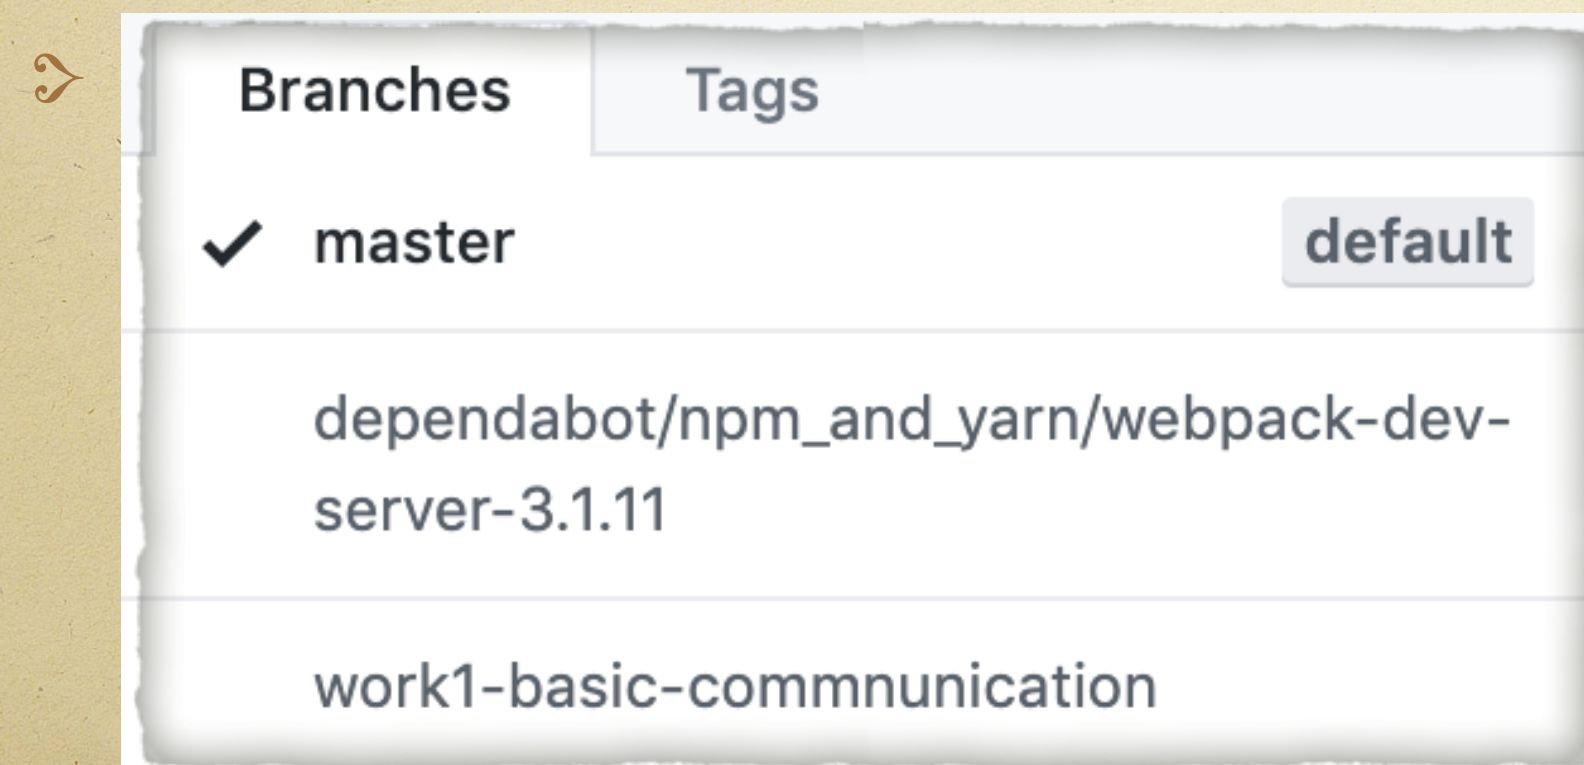 Branches Tags
master default
dependabot/npm_and_yarn/webpack-dev-
server-3.1.11
work1-basic-commnunication